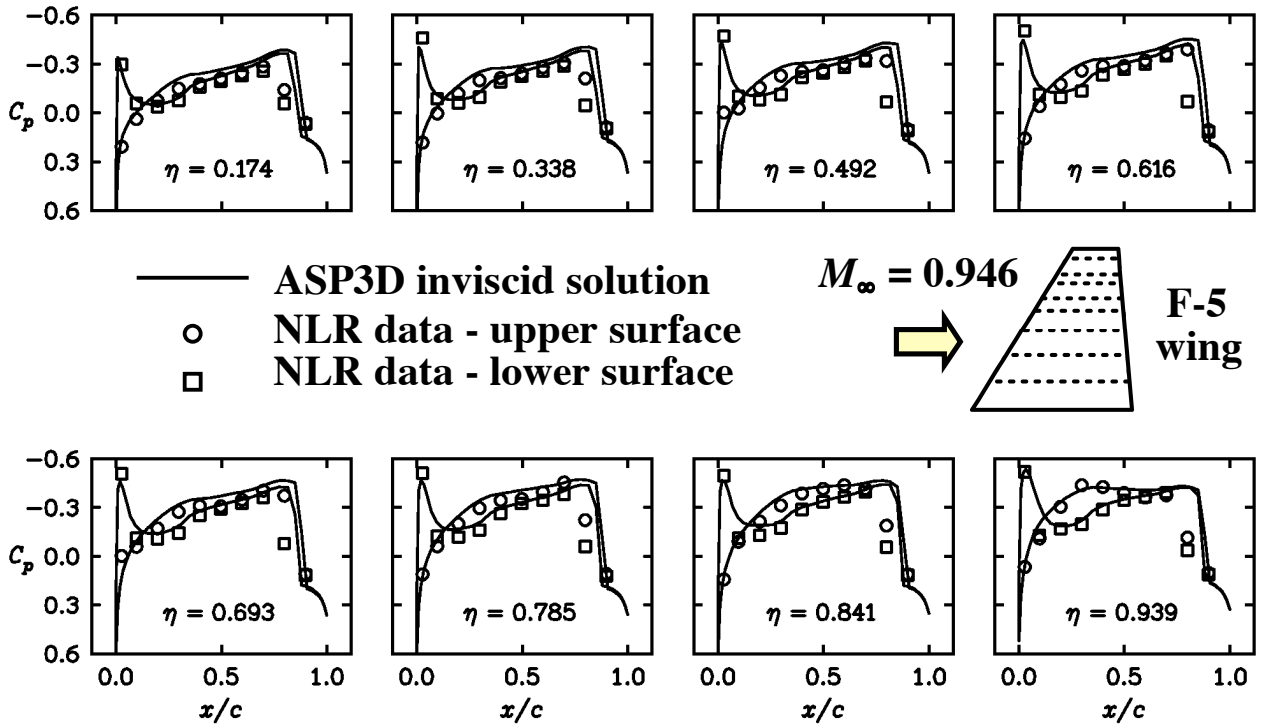 −0.6
−0.3
0.0
0.3
0.6
Cp
η = 0.174
η = 0.338
η = 0.492
η = 0.616
ASP3D inviscid solution
NLR data - upper surface
NLR data - lower surface
M∞ = 0.946
F-5
wing
−0.6
−0.3
0.0
0.3
0.6
Cp
η = 0.693
η = 0.785
η = 0.841
η = 0.939
0.0 0.5 1.0
0.0 0.5 1.0
0.0 0.5 1.0
0.0 0.5 1.0
x/c
x/c
x/c
x/c